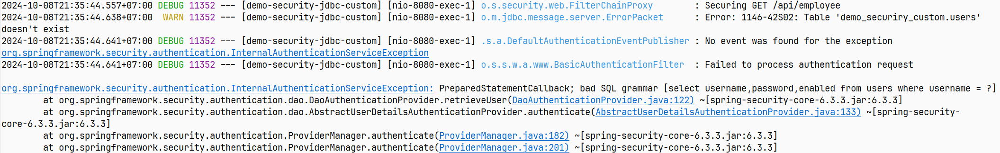 2024-10-08T21:35:44.557+07:00 DEBUG 11352 --- [demo-security-jdbc-custom] [nio-8080-exec-1] o.s.security.web.FilterChainProxy        : Securing GET /api/employee
2024-10-08T21:35:44.638+07:00  WARN 11352 --- [demo-security-jdbc-custom] [nio-8080-exec-1] o.m.jdbc.message.server.ErrorPacket      : Error: 1146-42S02: Table 'demo_securiry_custom.users'
doesn't exist
2024-10-08T21:35:44.641+07:00 DEBUG 11352 --- [demo-security-jdbc-custom] [nio-8080-exec-1] .s.a.DefaultAuthenticationEventPublisher : No event was found for the exception
org.springframework.security.authentication.InternalAuthenticationServiceException
2024-10-08T21:35:44.641+07:00 DEBUG 11352 --- [demo-security-jdbc-custom] [nio-8080-exec-1] o.s.s.w.a.www.BasicAuthenticationFilter  : Failed to process authentication request
org.springframework.security.authentication.InternalAuthenticationServiceException: PreparedStatementCallback; bad SQL grammar [select username,password,enabled from users where username = ?]
	at org.springframework.security.authentication.dao.DaoAuthenticationProvider.retrieveUser(DaoAuthenticationProvider.java:122) ~[spring-security-core-6.3.3.jar:6.3.3]
	at org.springframework.security.authentication.dao.AbstractUserDetailsAuthenticationProvider.authenticate(AbstractUserDetailsAuthenticationProvider.java:133) ~[spring-security-
core-6.3.3.jar:6.3.3]
	at org.springframework.security.authentication.ProviderManager.authenticate(ProviderManager.java:182) ~[spring-security-core-6.3.3.jar:6.3.3]
	at org.springframework.security.authentication.ProviderManager.authenticate(ProviderManager.java:201) ~[spring-security-core-6.3.3.jar:6.3.3]